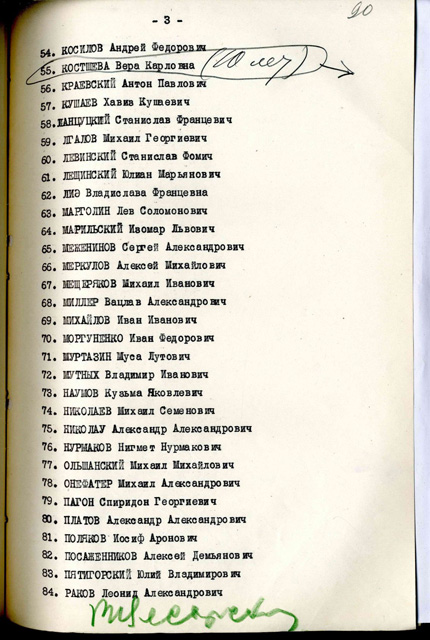 - 3 -
90
54. КОСИЛОВ Андрей Федорович
55. КОСТШЕВА Вера Карловна (10 лет)
56. КРАЕВСКИЙ Антон Павлович
57. КУШАЕВ Хавив Кушаевич
58. ЛАНЦУЦКИЙ Станислав Францевич
59. ЛГАЛОВ Михаил Георгиевич
60. ЛЕВИНСКИЙ Станислав Фомич
61. ЛЕЩИНСКИЙ Юлиан Марьянович
62. ЛИЭ Владислава Францевна
63. МАРГОЛИН Лев Соломонович
64. МАРИЛЬСКИЙ Ивомар Львович
65. МЕЖЕНИНОВ Сергей Александрович
66. МЕРКУЛОВ Алексей Михайлович
67. МЕЩЕРЯКОВ Михаил Иванович
68. МИЛЛЕР Вацлав Александрович
69. МИХАЙЛОВ Иван Иванович
70. МОРГУНЕНКО Иван Федорович
71. МУРТАЗИН Муса Лутович
72. МУТНЫХ Владимир Иванович
73. НАУМОВ Кузьма Яковлевич
74. НИКОЛАЕВ Михаил Семенович
75. НИКОЛАУ Александр Александрович
76. НУРМАКОВ Нигмет Нурмакович
77. ОЛЬШАНСКИЙ Михаил Михайлович
78. ОНЕФАТЕР Михаил Александрович
79. ПАГОН Спиридон Георгиевич
80. ПЛАТОВ Александр Александрович
81. ПОЛЯКОВ Иосиф Аронович
82. ПОСАЖЕННИКОВ Алексей Демьянович
83. ПЯТИГОРСКИЙ Юлий Владимирович
84. РАКОВ Леонид Александрович